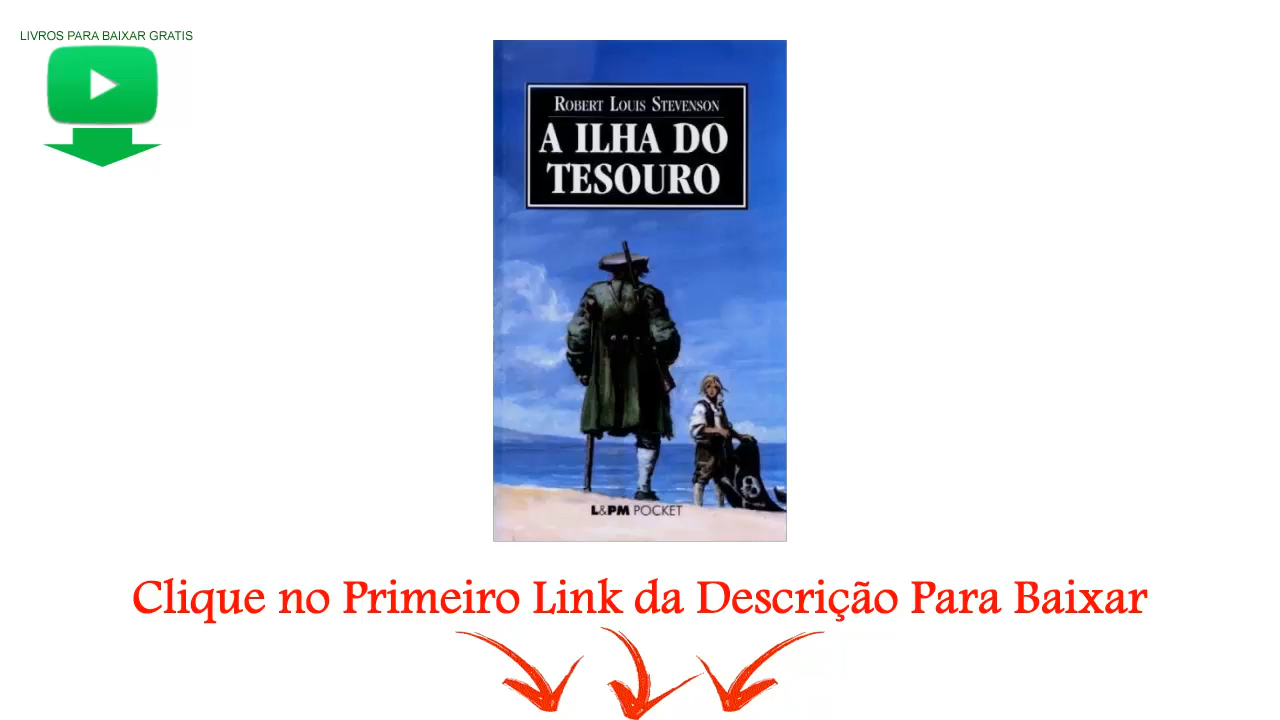 LIVROS PARA BAIXAR GRATIS
ROBERT LOUIS STEVENSON
A ILHA DO
TESOURO
L&PM POCKET
Clique no Primeiro Link da Descrição Para Baixar